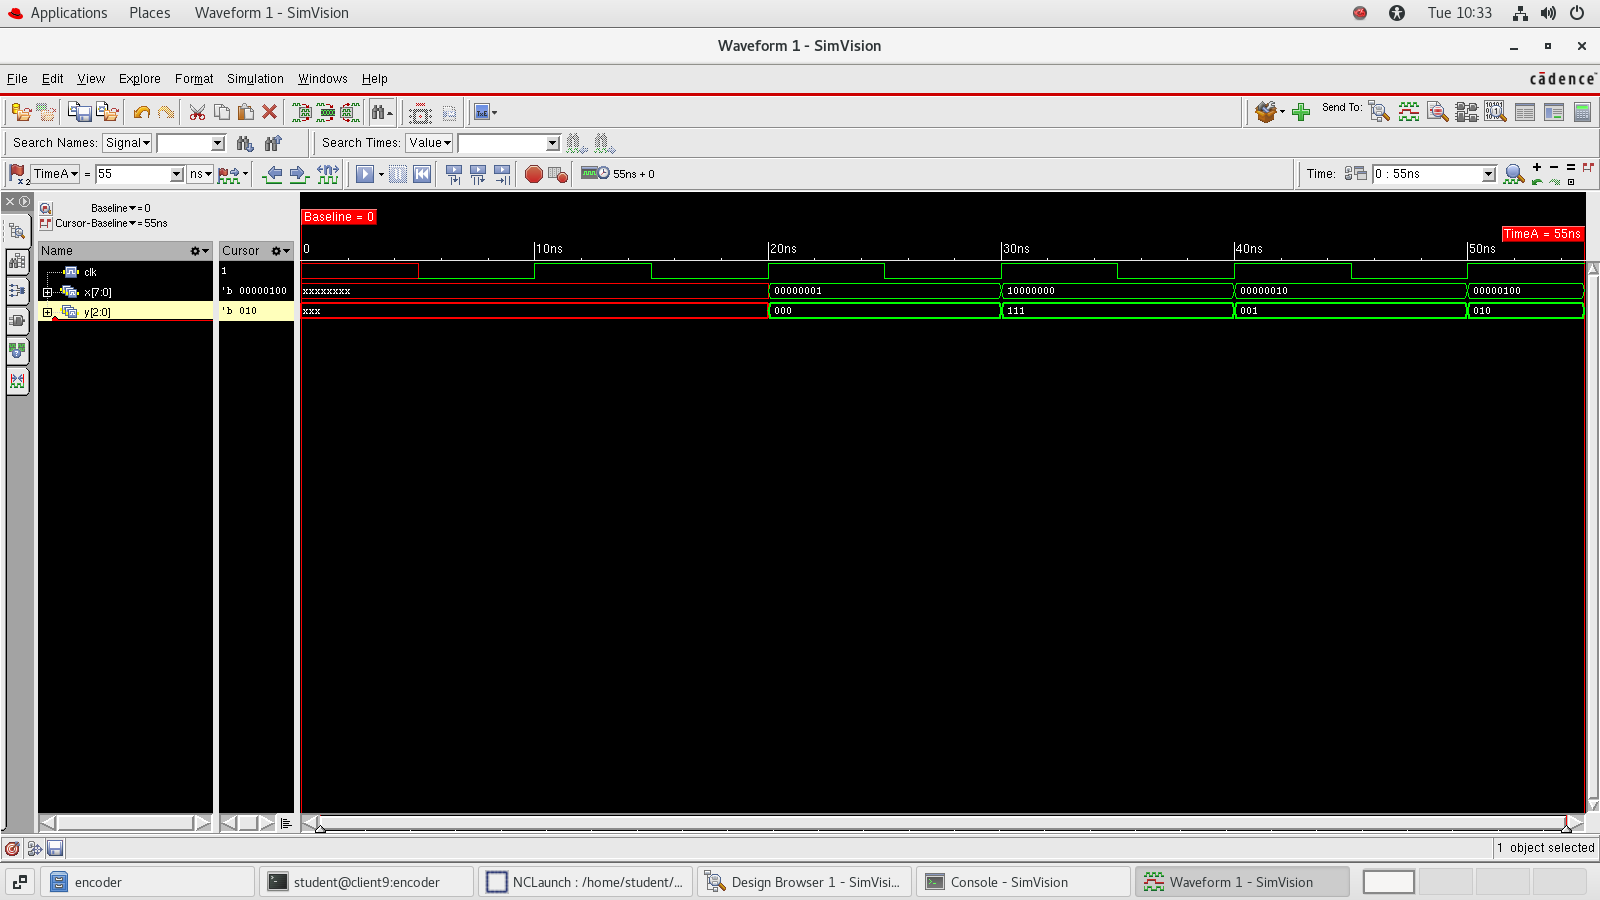 Applications Places Waveform 1 - SimVision Tue 10:33
Waveform 1 - SimVision
File Edit View Explore Format Simulation Windows Help cādence
Send To:
Search Names: Signal Search Times: Value
TimeA = 55 ns 55ns + 0 Time: 0 : 55ns
Baseline = 0
Cursor-Baseline = 55ns
Baseline = 0
TimeA = 55ns
Name Cursor 0 10ns 20ns 30ns 40ns 50ns
clk 1
x[7:0] 'b 00000100 xxxxxxxx 00000001 10000000 00000010 00000100
y[2:0] 'b 010 xxx 000 111 001 010
1 object selected
encoder student@client9:encoder NCLaunch : /home/student/... Design Browser 1 - SimVisi... Console - SimVision Waveform 1 - SimVision